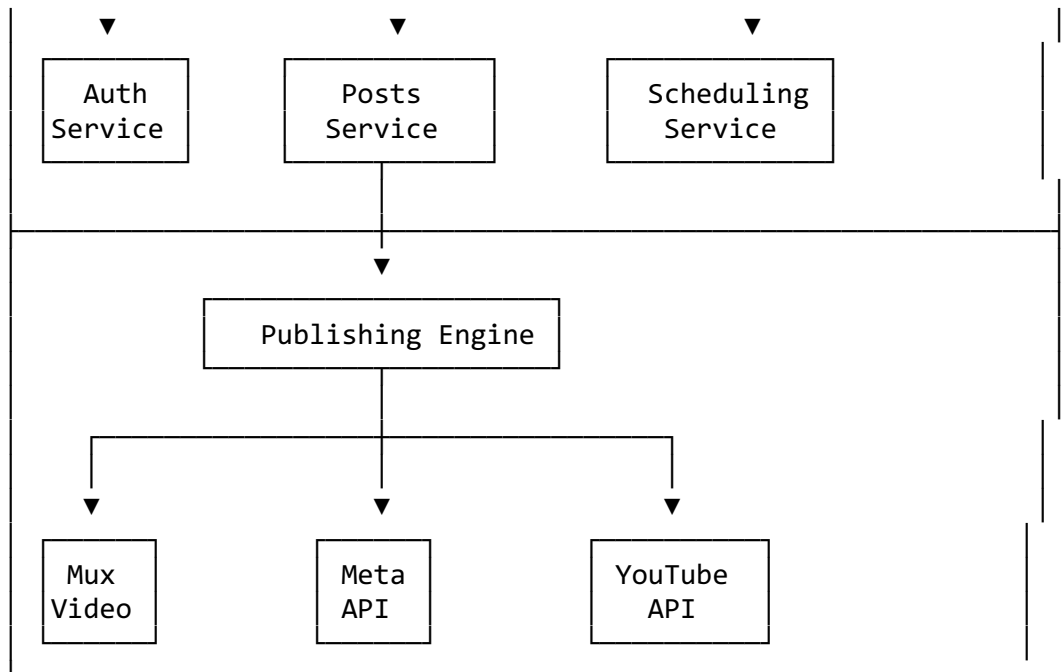 Auth Posts Scheduling
Service Service Service
Publishing Engine
Mux Meta YouTube
Video API API